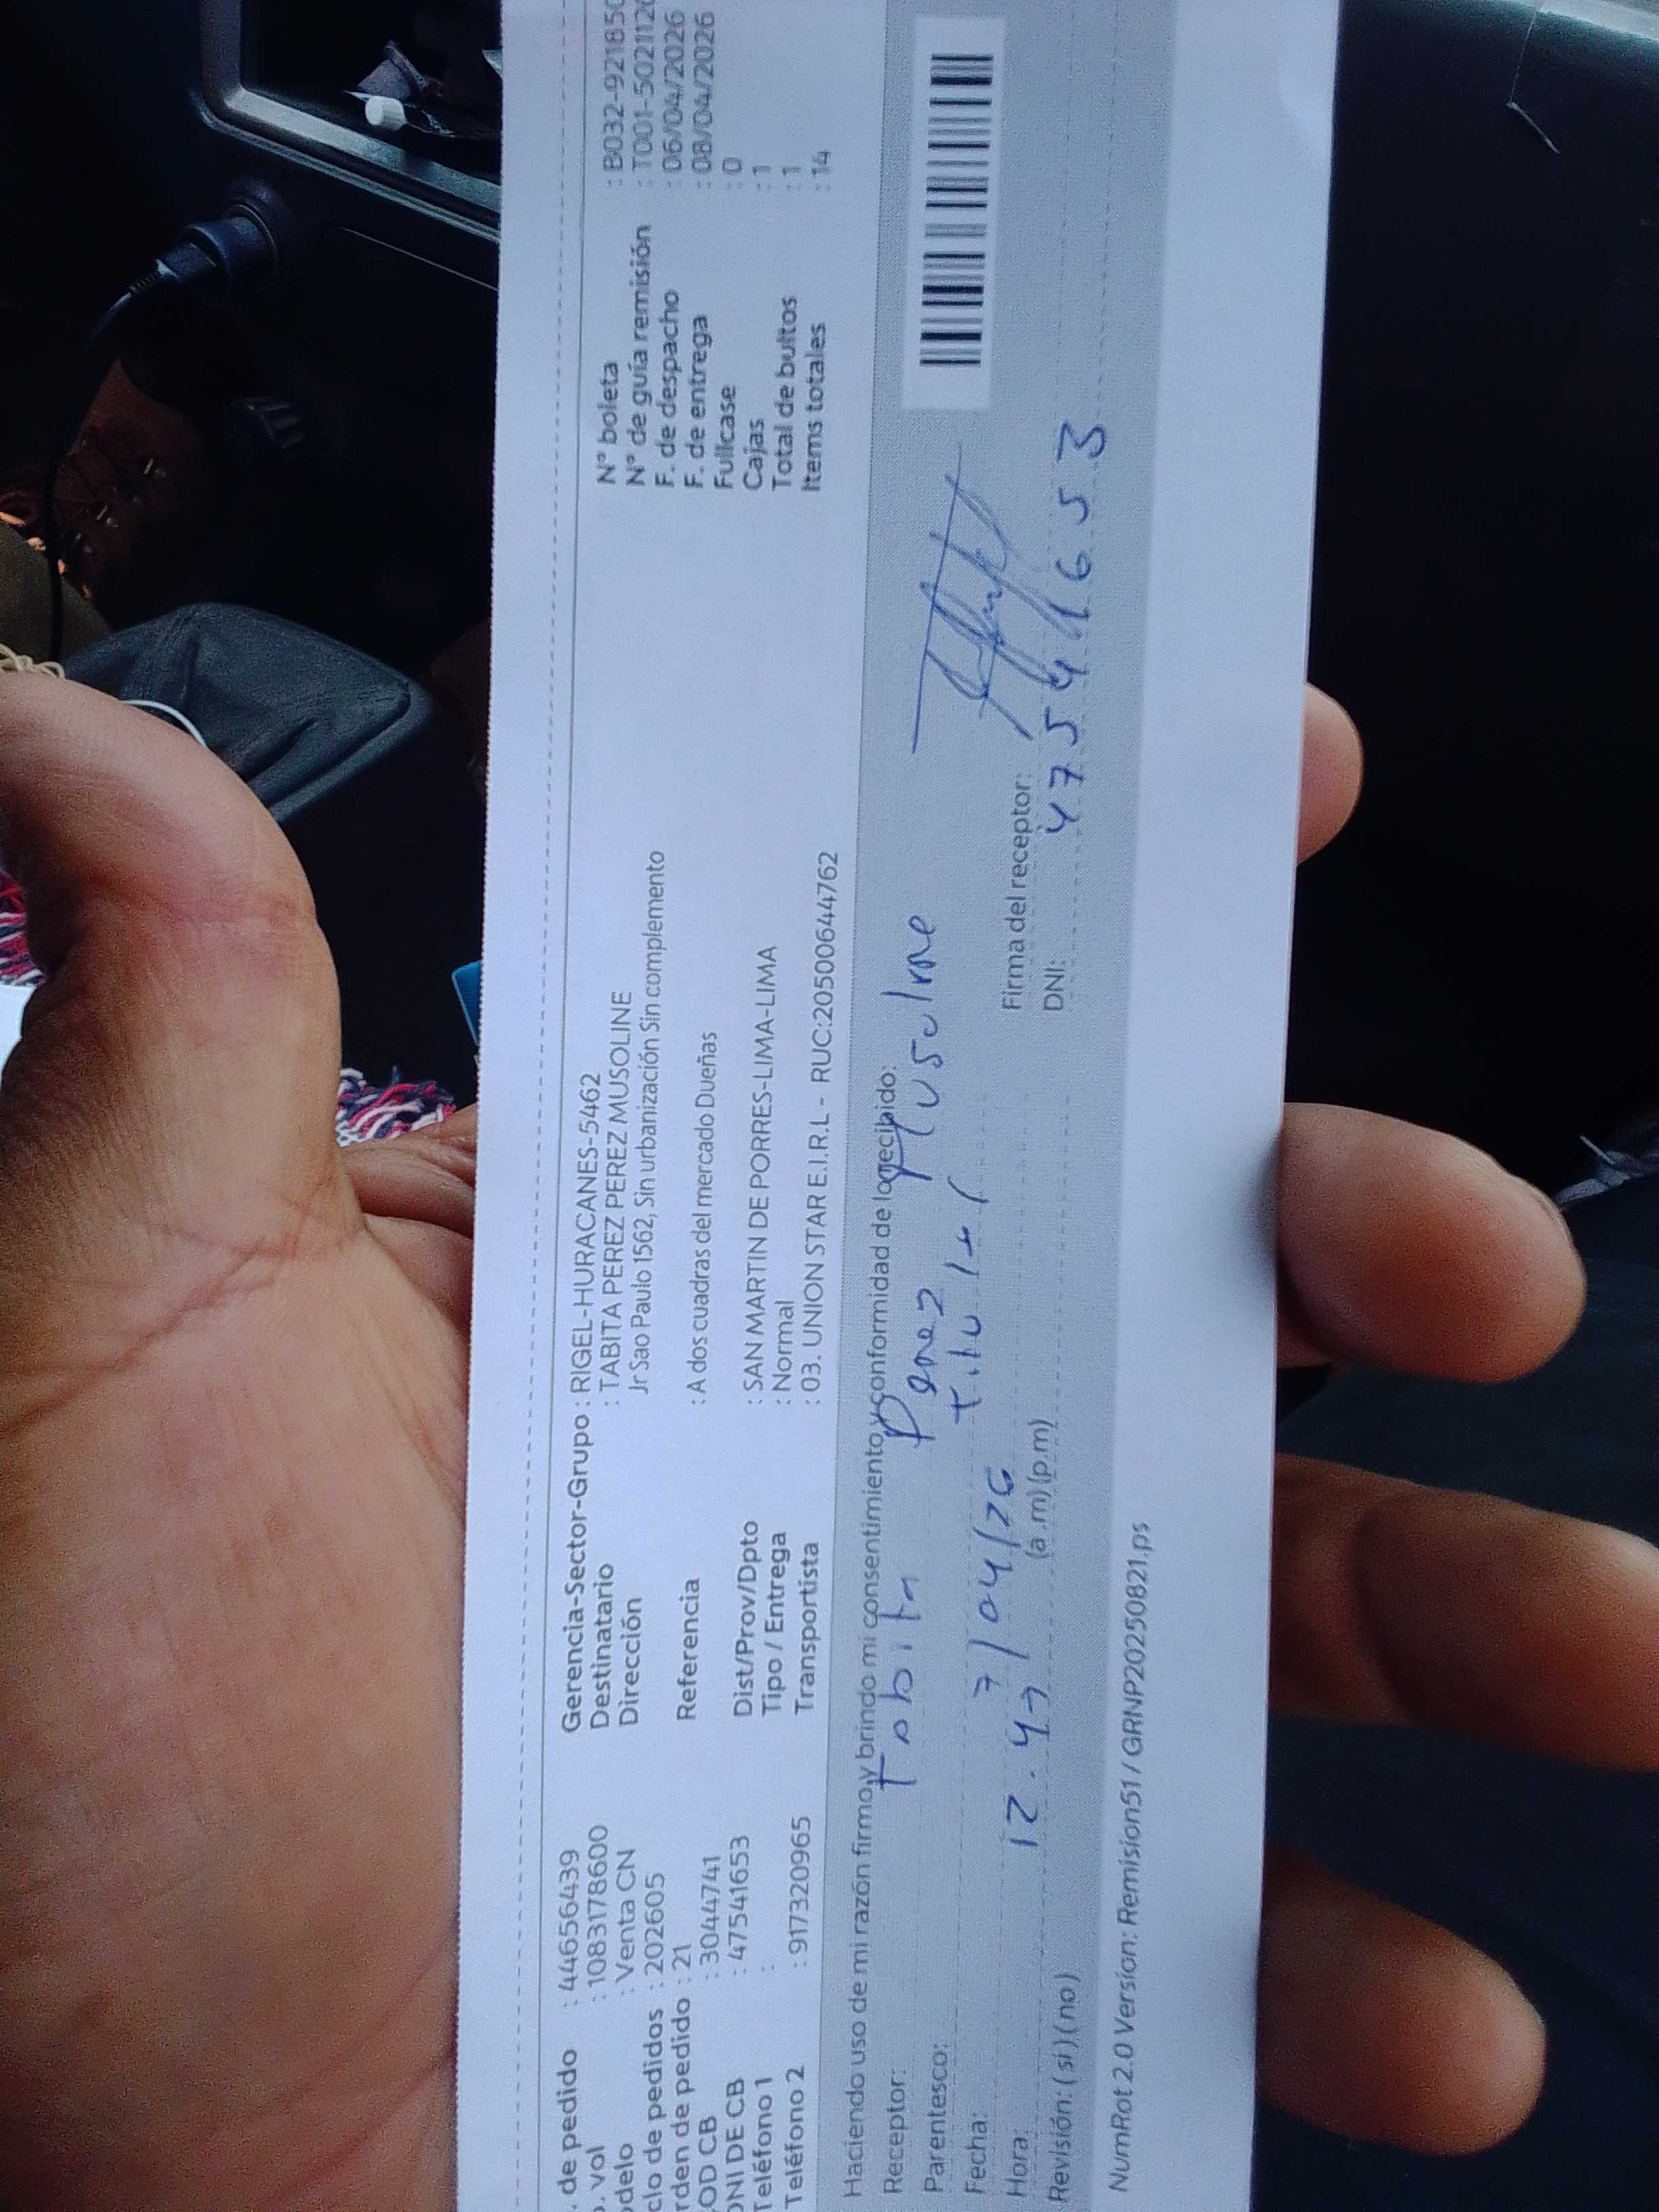 . de pedido : 44656439
. vol : 1083178600
odelo : Venta CN
clo de pedidos : 202605
rden de pedido : 21
OD CB : 3044741
DNI DE CB : 47541653
Teléfono 1 :
Teléfono 2 : 917320965
Gerencia-Sector-Grupo : RIGEL-HURACANES-5462
Destinatario : TABITA PEREZ PEREZ MUSOLINE
Dirección Jr Sao Paulo 1562, Sin urbanización Sin complemento
Referencia : A dos cuadras del mercado Dueñas
Dist/Prov/Dpto : SAN MARTIN DE PORRES-LIMA-LIMA
Tipo / Entrega : Normal
Transportista : 03. UNION STAR E.I.R.L - RUC:20500644762
N° boleta : B032-921850
N° de guía remisión : T001-5021120
F. de despacho : 06/04/2026
F. de entrega : 08/04/2026
Fullcase : 0
Cajas : 1
Total de bultos : 1
Items totales : 14
Haciendo uso de mi razón firmo y brindo mi consentimiento y conformidad de lo recibido:
Receptor: Tabita Perez Musolne
Parentesco: titular
Fecha: 7/04/26
Hora: 12.47 (a.m) (p.m)
Revisión: (si) (no)
Firma del receptor:
DNI: 47541653
NumRot 2.0 Version: Remision51 / GRNP20250821.ps